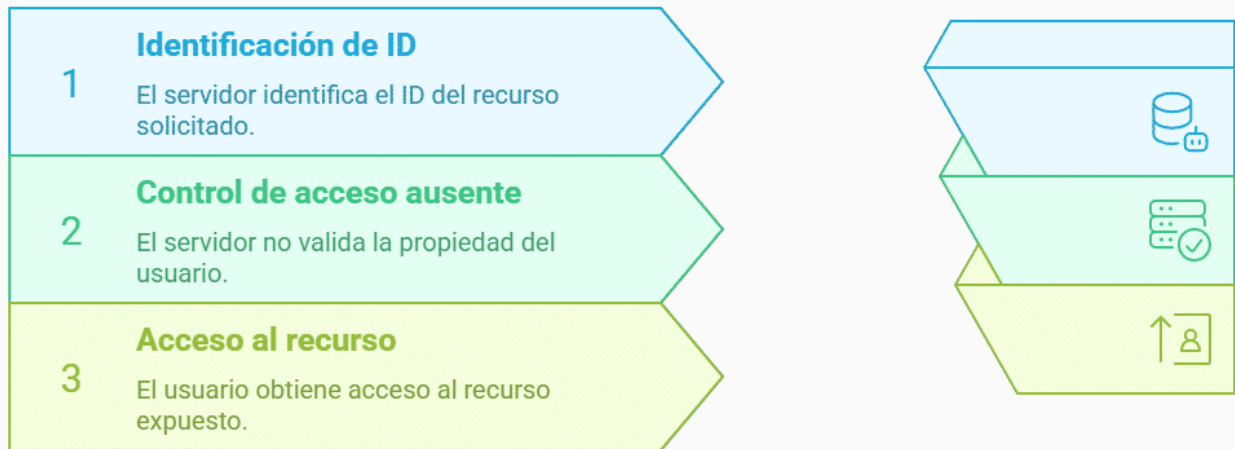 1
Identificación de ID
El servidor identifica el ID del recurso
solicitado.
2
Control de acceso ausente
El servidor no valida la propiedad del
usuario.
3
Acceso al recurso
El usuario obtiene acceso al recurso
expuesto.